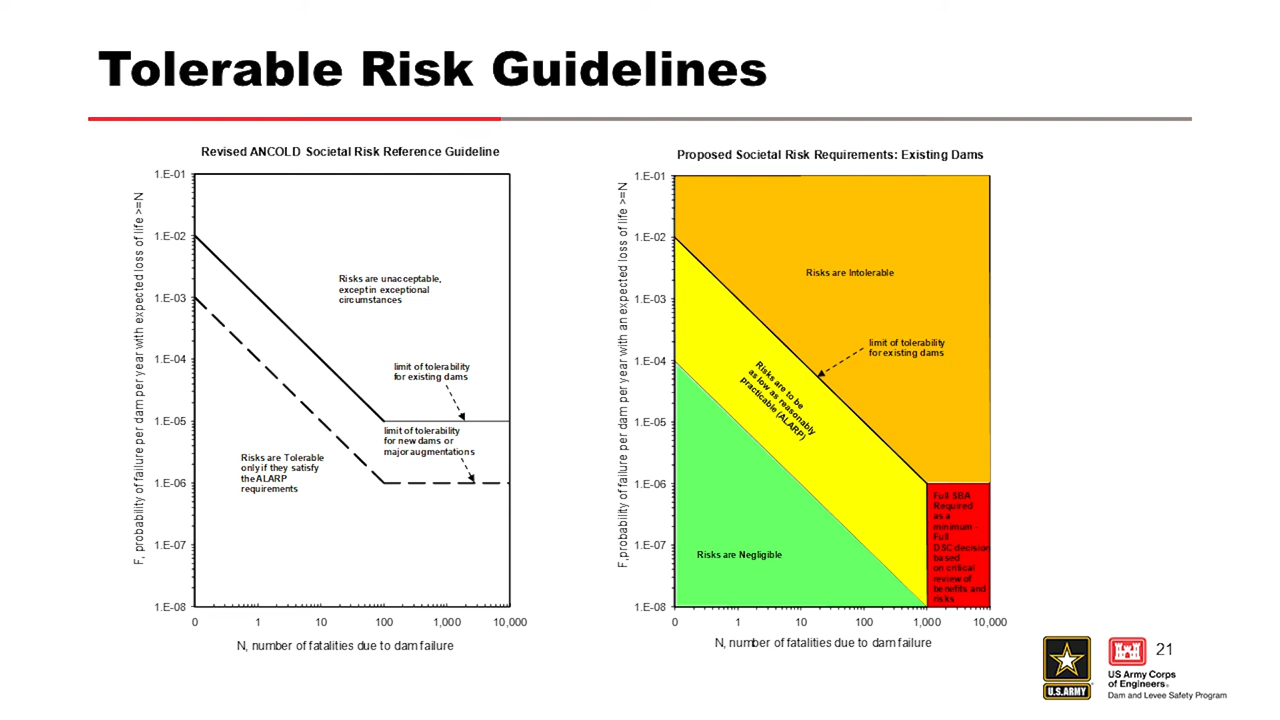 Tolerable Risk Guidelines
Revised ANCOLD Societal Risk Reference Guideline
F, probability of failure per dam per year with expected loss of life >=N
1.E-01
1.E-02
1.E-03
1.E-04
1.E-05
1.E-06
1.E-07
1.E-08
Risks are unacceptable,
except in exceptional
circumstances
limit of tolerability
for existing dams
limit of tolerability
for new dams or
major augmentations
Risks are Tolerable
only if they satisfy
the ALARP
requirements
0
1
10
100
1,000
10,000
N, number of fatalities due to dam failure
Proposed Societal Risk Requirements: Existing Dams
F,probability of failure per dam per year with an expected loss of life >=N
1.E-01
1.E-02
1.E-03
1.E-04
1.E-05
1.E-06
1.E-07
1.E-08
Risks are Intolerable
limit of tolerability
for existing dams
Risks are to be
as low as reasonably
practicable (ALARP)
Risks are Negligible
Full SBA
Required
as a
minimum -
Full
DSC decision
based
on critical
review of
benefits and
risks
0
1
10
100
1,000
10,000
N, number of fatalities due to dam failure
U.S.ARMY
US Army Corps
of Engineers®
Dam and Levee Safety Program
21